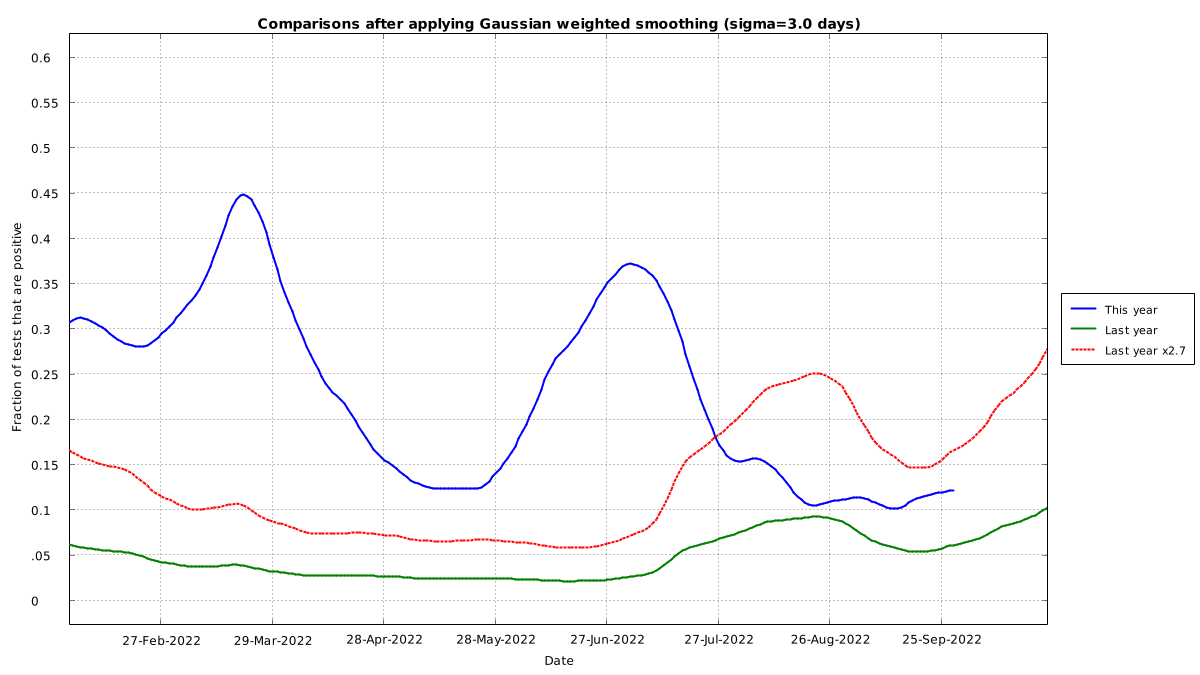 Comparisons after applying Gaussian weighted smoothing (sigma=3.0 days)
0.6
0.55
0.5
0.45
0.4
0.35
0.3
0.25
0.2
0.15
0.1
.05
0
Fraction of tests that are positive
27-Feb-2022 29-Mar-2022 28-Apr-2022 28-May-2022 27-Jun-2022 27-Jul-2022 26-Aug-2022 25-Sep-2022
Date
This year
Last year
Last year x2.7